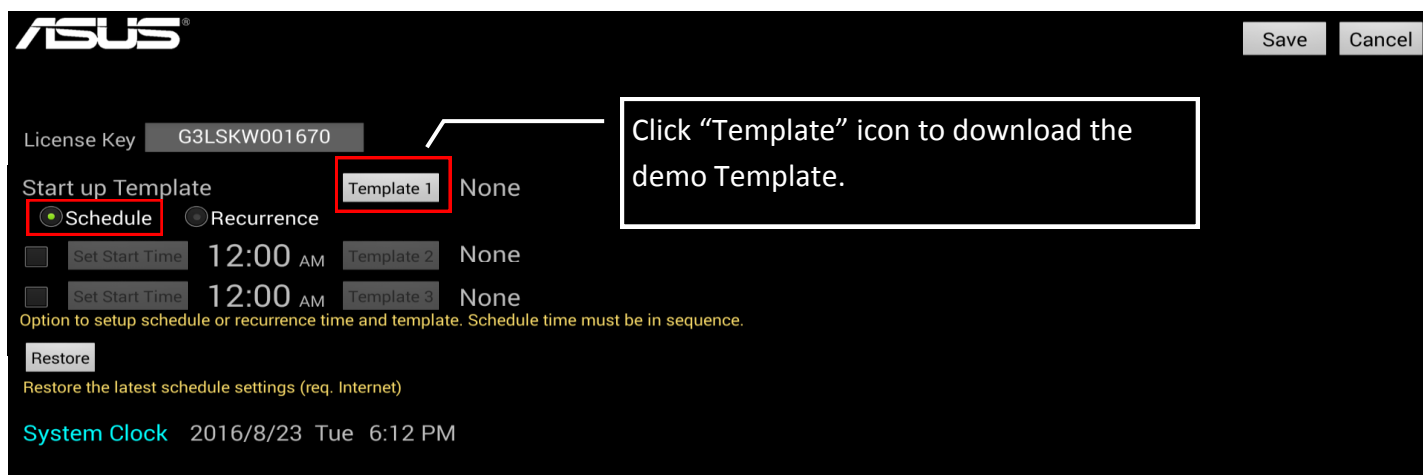 ASUS®
Save Cancel
License Key G3LSKW001670
Click “Template” icon to download the
demo Template.
Start up Template Template 1 None
Schedule Recurrence
Set Start Time 12:00 AM Template 2 None
Set Start Time 12:00 AM Template 3 None
Option to setup schedule or recurrence time and template. Schedule time must be in sequence.
Restore
Restore the latest schedule settings (req. Internet)
System Clock 2016/8/23 Tue 6:12 PM